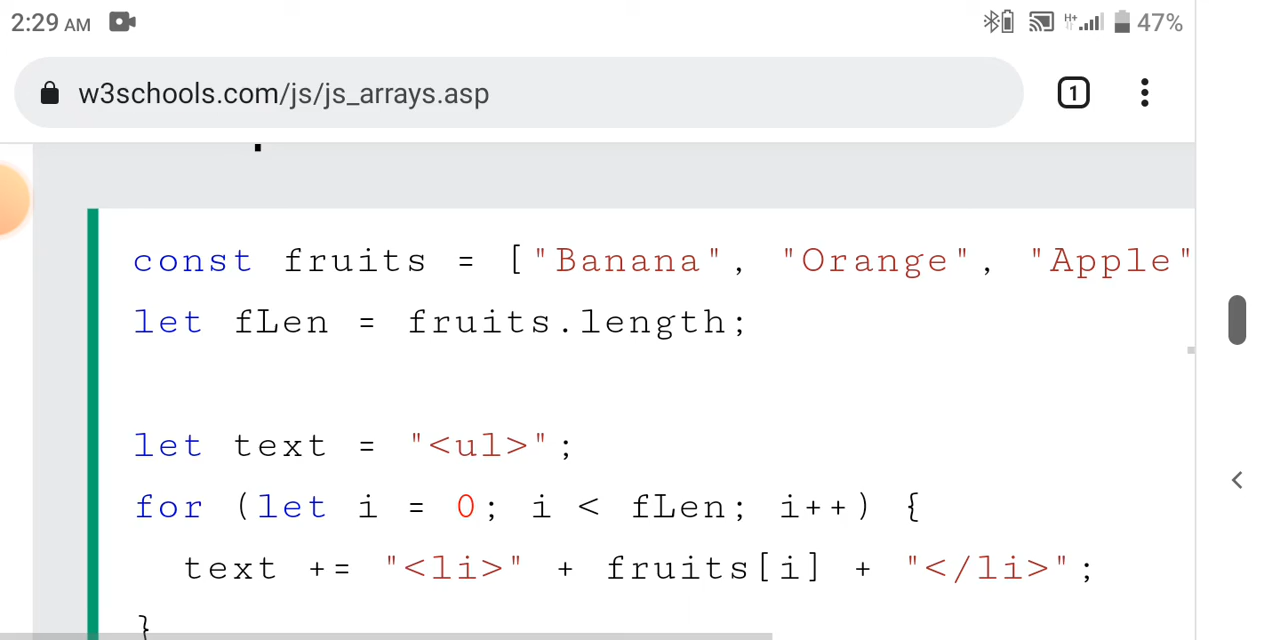 2:29 AM H+ 47%
w3schools.com/js/js_arrays.asp 1
const fruits = ["Banana", "Orange", "Apple"
let fLen = fruits.length;
let text = "<ul>";
for (let i = 0; i < fLen; i++) {
text += "<li>" + fruits[i] + "</li>";
}